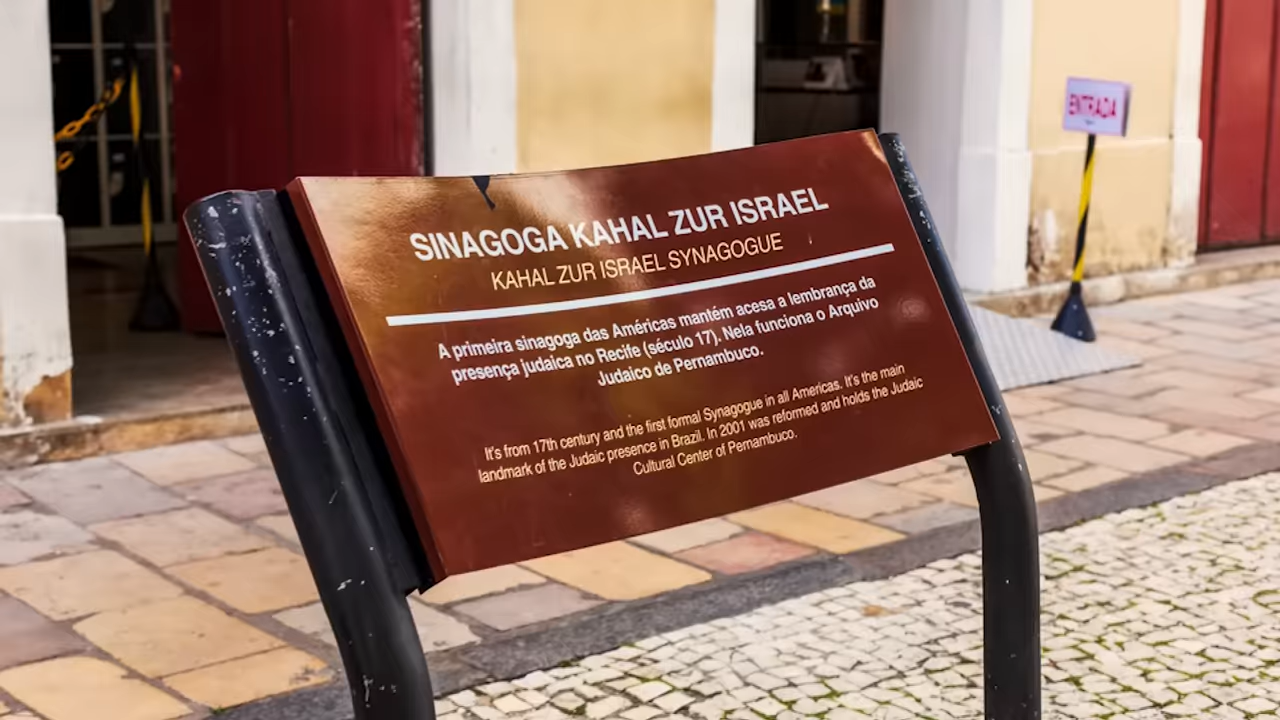 SINAGOGA KAHAL ZUR ISRAEL
KAHAL ZUR ISRAEL SYNAGOGUE
A primeira sinagoga das Américas mantém acesa a lembrança da
presença judaica no Recife (século 17). Nela funciona o Arquivo
Judaico de Pernambuco.
It's from 17th century and the first formal Synagogue in all Americas. It's the main
landmark of the Judaic presence in Brazil. In 2001 was reformed and holds the Judaic
Cultural Center of Pernambuco.
ENTRADA